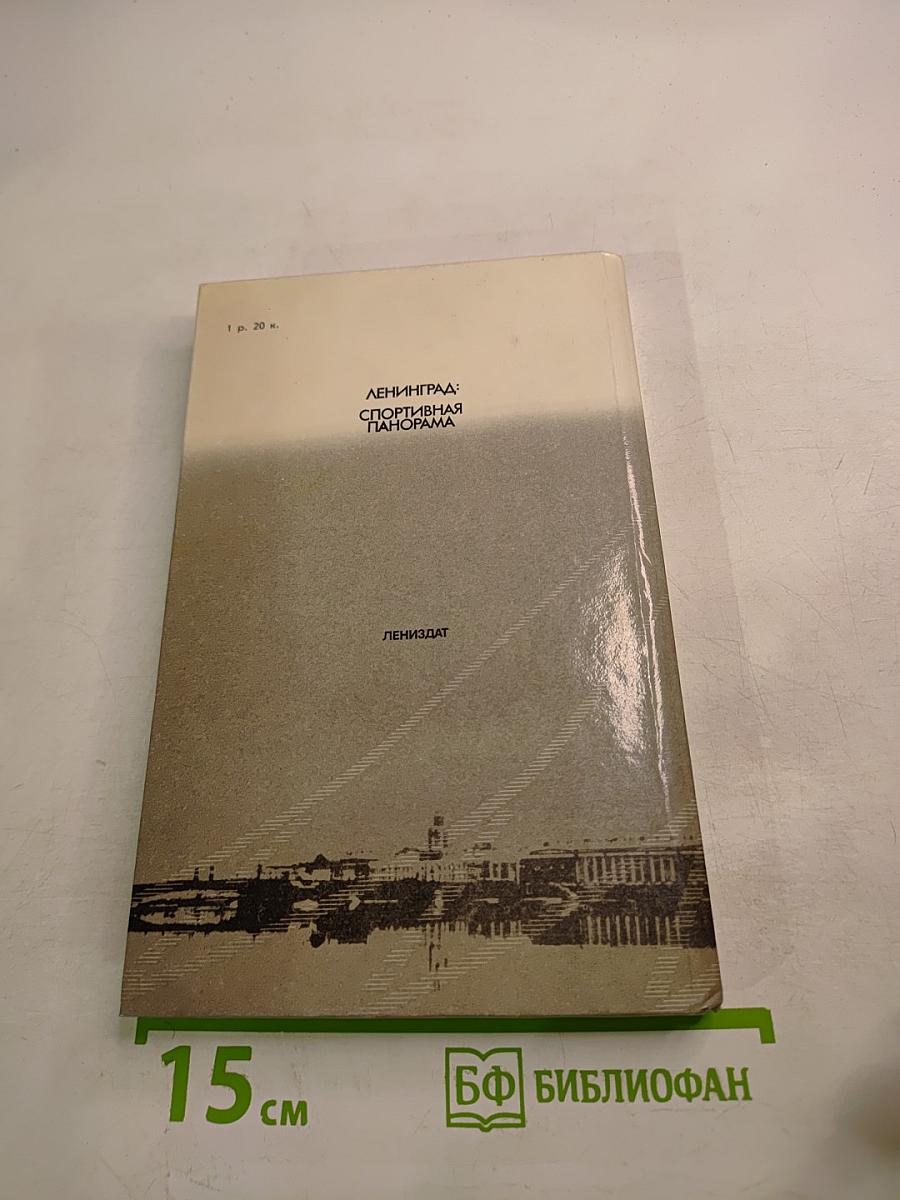 1 р. 20 к.
ЛЕНИНГРАД:
СПОРТИВНАЯ
ПАНОРАМА
ЛЕНИЗДАТ
15 см
БФ БИБЛИОФАН